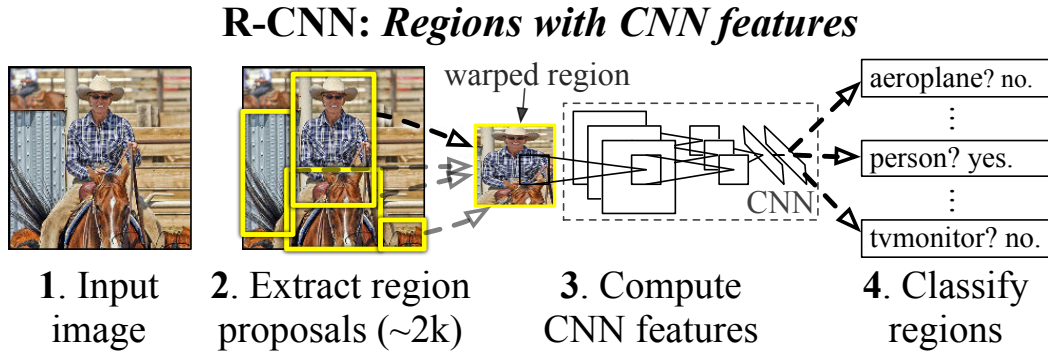 R-CNN: Regions with CNN features
warped region
aeroplane? no.
person? yes.
tvmonitor? no.
CNN
1. Input
image
2. Extract region
proposals (~2k)
3. Compute
CNN features
4. Classify
regions